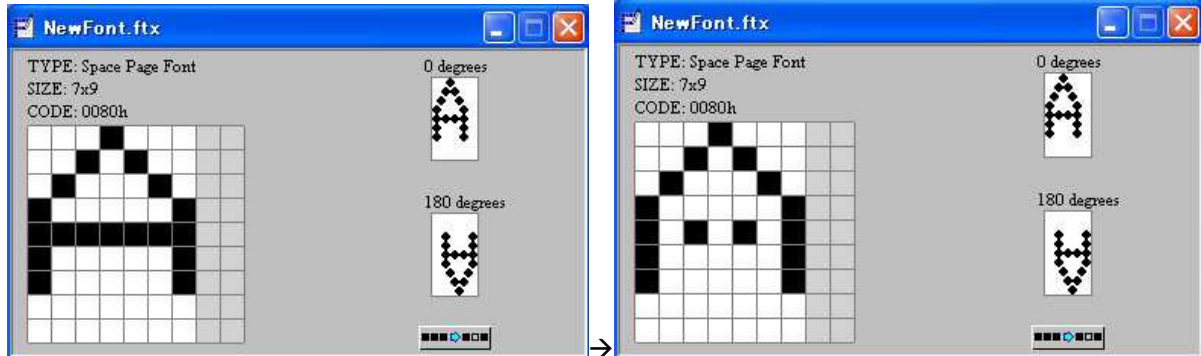 NewFont.ftx
TYPE: Space Page Font
SIZE: 7x9
CODE: 0080h
0 degrees
180 degrees
→
NewFont.ftx
TYPE: Space Page Font
SIZE: 7x9
CODE: 0080h
0 degrees
180 degrees